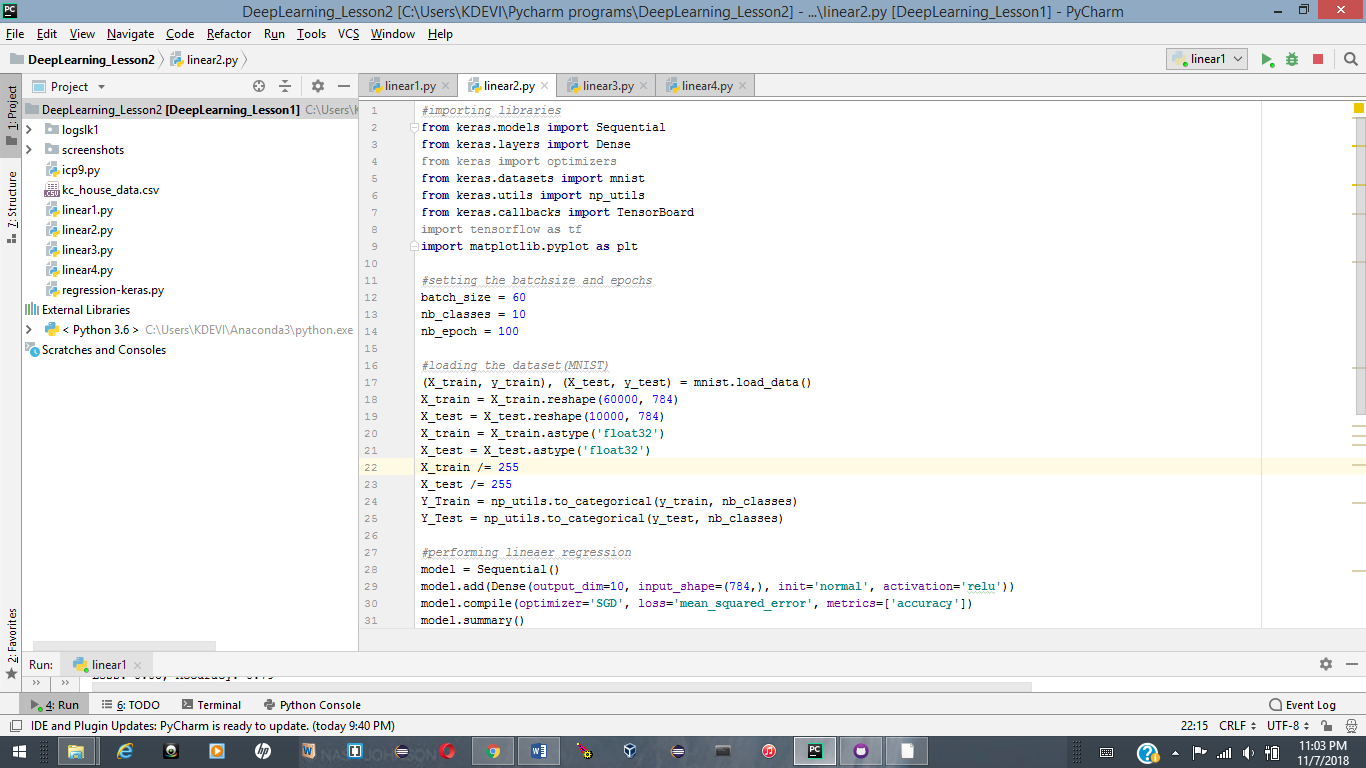 DeepLearning_Lesson2 [C:\Users\KDEVI\Pycharm programs\DeepLearning_Lesson2] - ...\linear2.py [DeepLearning_Lesson1] - PyCharm
File Edit View Navigate Code Refactor Run Tools VCS Window Help
DeepLearning_Lesson2 linear2.py linear1
Project
linear1.py linear2.py linear3.py linear4.py
1: Project
7: Structure
2: Favorites
DeepLearning_Lesson2 [DeepLearning_Lesson1] C:\Users\K
logslk1
screenshots
icp9.py
kc_house_data.csv
linear1.py
linear2.py
linear3.py
linear4.py
regression-keras.py
External Libraries
< Python 3.6 > C:\Users\KDEVI\Anaconda3\python.exe
Scratches and Consoles
1 #importing libraries
2 from keras.models import Sequential
3 from keras.layers import Dense
4 from keras import optimizers
5 from keras.datasets import mnist
6 from keras.utils import np_utils
7 from keras.callbacks import TensorBoard
8 import tensorflow as tf
9 import matplotlib.pyplot as plt
10
11 #setting the batchsize and epochs
12 batch_size = 60
13 nb_classes = 10
14 nb_epoch = 100
15
16 #loading the dataset(MNIST)
17 (X_train, y_train), (X_test, y_test) = mnist.load_data()
18 X_train = X_train.reshape(60000, 784)
19 X_test = X_test.reshape(10000, 784)
20 X_train = X_train.astype('float32')
21 X_test = X_test.astype('float32')
22 X_train /= 255
23 X_test /= 255
24 Y_Train = np_utils.to_categorical(y_train, nb_classes)
25 Y_Test = np_utils.to_categorical(y_test, nb_classes)
26
27 #performing lineaer regression
28 model = Sequential()
29 model.add(Dense(output_dim=10, input_shape=(784,), init='normal', activation='relu'))
30 model.compile(optimizer='SGD', loss='mean_squared_error', metrics=['accuracy'])
31 model.summary()
Run: linear1
4: Run 6: TODO Terminal Python Console Event Log
IDE and Plugin Updates: PyCharm is ready to update. (today 9:40 PM) 22:15 CRLF UTF-8
11:03 PM
11/7/2018